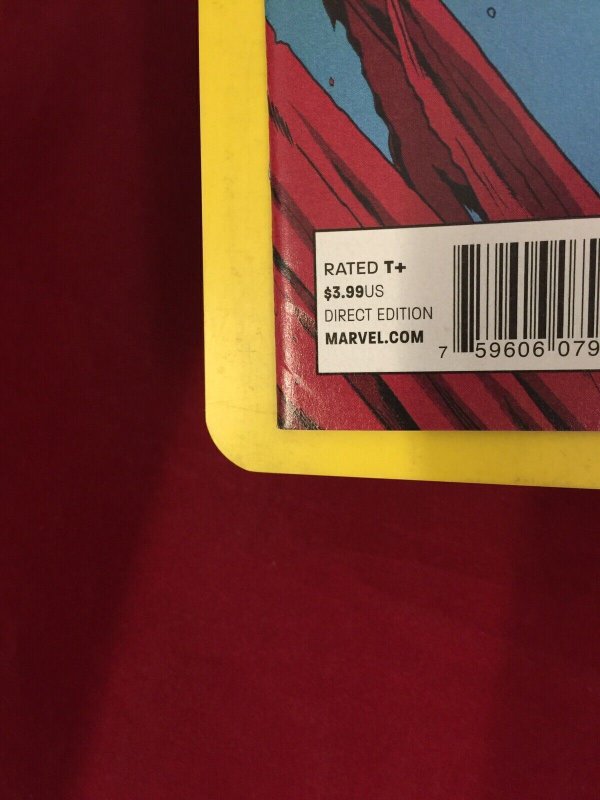 RATED T+
$3.99US
DIRECT EDITION
MARVEL.COM
7 59606 079